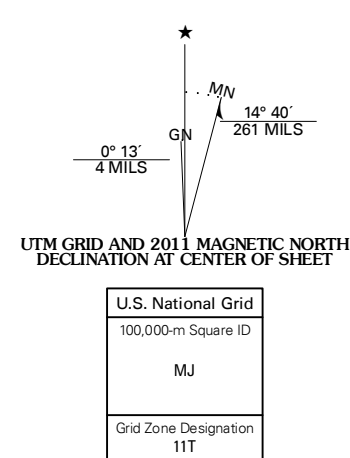 ★
MN
14° 40´
261 MILS
GN
0° 13´
4 MILS
UTM GRID AND 2011 MAGNETIC NORTH
DECLINATION AT CENTER OF SHEET
U.S. National Grid
100,000-m Square ID
MJ
Grid Zone Designation
11T